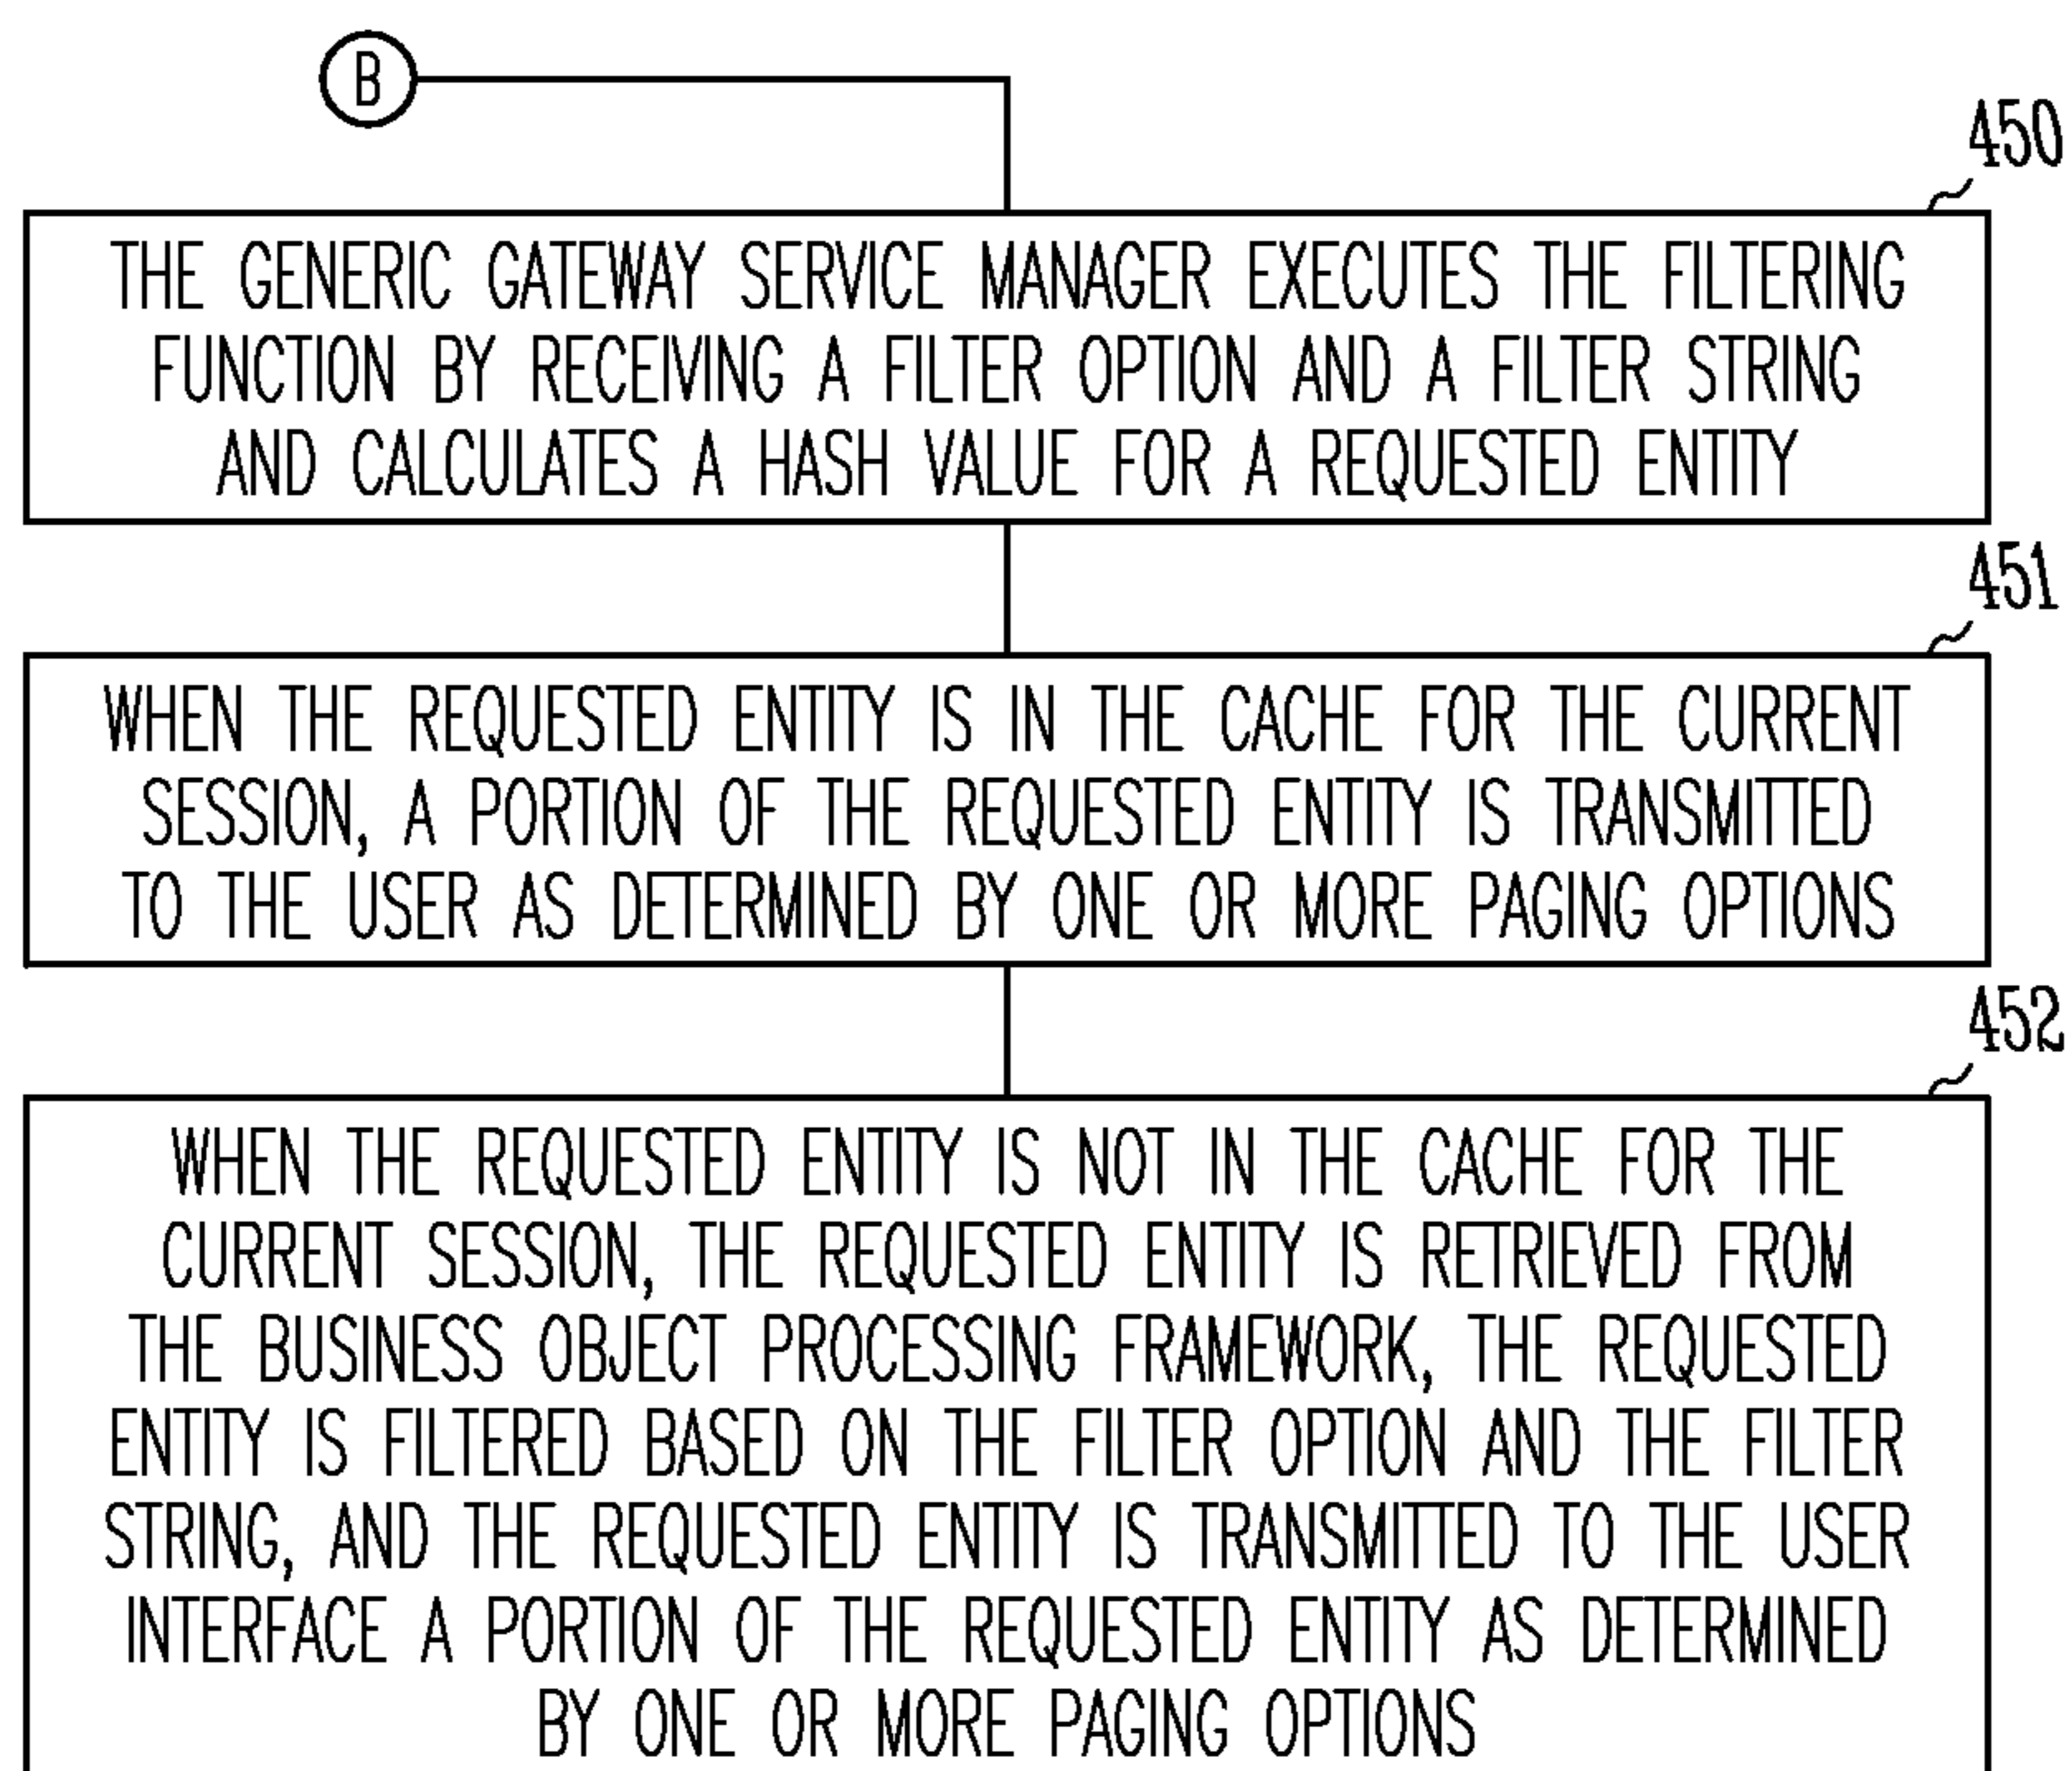 B
450
THE GENERIC GATEWAY SERVICE MANAGER EXECUTES THE FILTERING
FUNCTION BY RECEIVING A FILTER OPTION AND A FILTER STRING
AND CALCULATES A HASH VALUE FOR A REQUESTED ENTITY
451
WHEN THE REQUESTED ENTITY IS IN THE CACHE FOR THE CURRENT
SESSION, A PORTION OF THE REQUESTED ENTITY IS TRANSMITTED
TO THE USER AS DETERMINED BY ONE OR MORE PAGING OPTIONS
452
WHEN THE REQUESTED ENTITY IS NOT IN THE CACHE FOR THE
CURRENT SESSION, THE REQUESTED ENTITY IS RETRIEVED FROM
THE BUSINESS OBJECT PROCESSING FRAMEWORK, THE REQUESTED
ENTITY IS FILTERED BASED ON THE FILTER OPTION AND THE FILTER
STRING, AND THE REQUESTED ENTITY IS TRANSMITTED TO THE USER
INTERFACE A PORTION OF THE REQUESTED ENTITY AS DETERMINED
BY ONE OR MORE PAGING OPTIONS